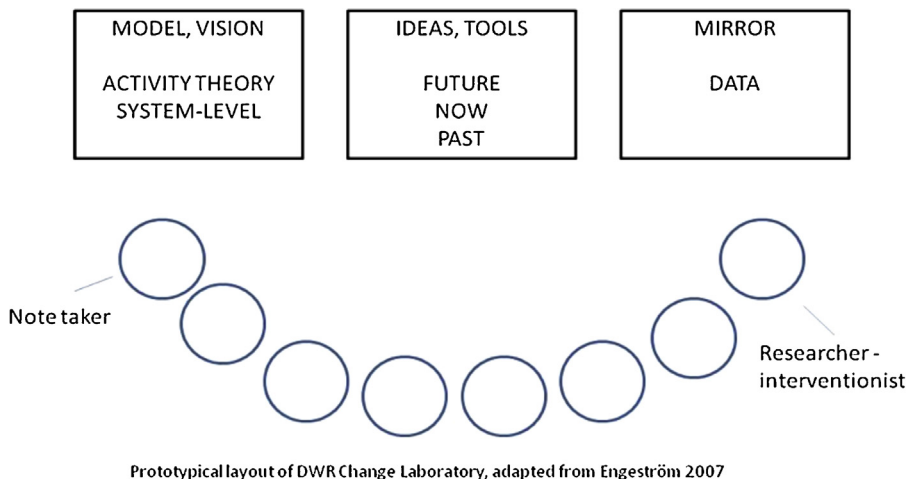 MODEL, VISION
ACTIVITY THEORY
SYSTEM-LEVEL
IDEAS, TOOLS
FUTURE
NOW
PAST
MIRROR
DATA
Note taker
Researcher -
interventionist
Prototypical layout of DWR Change Laboratory, adapted from Engeström 2007